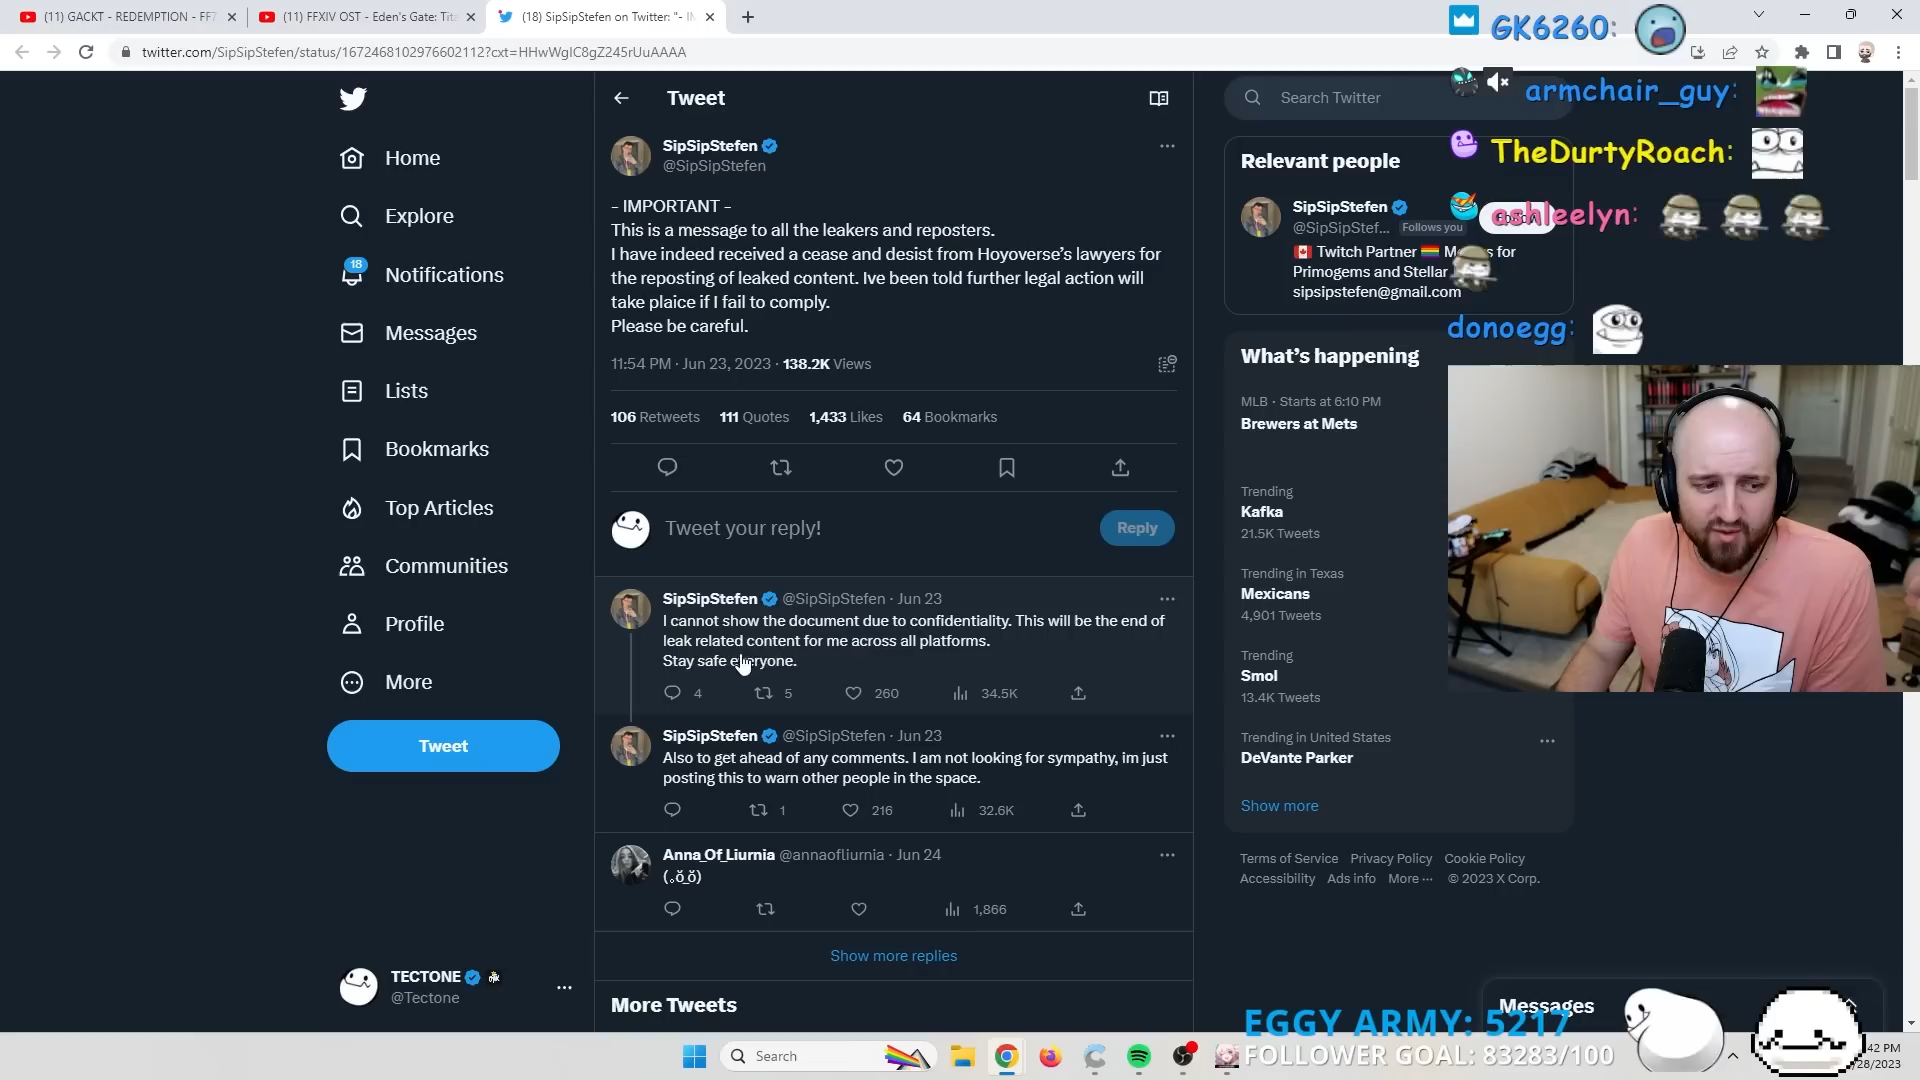 (11) GACKT - REDEMPTION - FF7
(11) FFXIV OST - Eden's Gate: Tita
(18) SipSipStefen on Twitter: "- IM
twitter.com/SipSipStefen/status/1672468102976602112?cxt=HHwWgIC8gZ245rUuAAAA
GK6260:
armchair_guy:
TheDurtyRoach:
ashleelyn:
donoegg:
Home
Explore
18
Notifications
Messages
Lists
Bookmarks
Top Articles
Communities
Profile
More
Tweet
TECTONE
@Tectone
Tweet
SipSipStefen
@SipSipStefen
- IMPORTANT -
This is a message to all the leakers and reposters.
I have indeed received a cease and desist from Hoyoverse's lawyers for
the reposting of leaked content. Ive been told further legal action will
take plaice if I fail to comply.
Please be careful.
11:54 PM · Jun 23, 2023 · 138.2K Views
106 Retweets 111 Quotes 1,433 Likes 64 Bookmarks
Tweet your reply!
Reply
SipSipStefen @SipSipStefen · Jun 23
I cannot show the document due to confidentiality. This will be the end of
leak related content for me across all platforms.
Stay safe everyone.
4 5 260 34.5K
SipSipStefen @SipSipStefen · Jun 23
Also to get ahead of any comments. I am not looking for sympathy, im just
posting this to warn other people in the space.
1 216 32.6K
Anna_Of_Liurnia @annaofliurnia · Jun 24
(｡ŏ_ŏ)
1,866
Show more replies
More Tweets
Search Twitter
Relevant people
SipSipStefen
@SipSipStef... Follows you
Twitch Partner for
Primogems and Stellar
sipsipstefen@gmail.com
What's happening
MLB · Starts at 6:10 PM
Brewers at Mets
Trending
Kafka
21.5K Tweets
Trending in Texas
Mexicans
4,901 Tweets
Trending
Smol
13.4K Tweets
Trending in United States
DeVante Parker
Show more
Terms of Service Privacy Policy Cookie Policy
Accessibility Ads info More ··· © 2023 X Corp.
Messages
EGGY ARMY: 5217
FOLLOWER GOAL: 83283/100
Search
42 PM
/28/2023